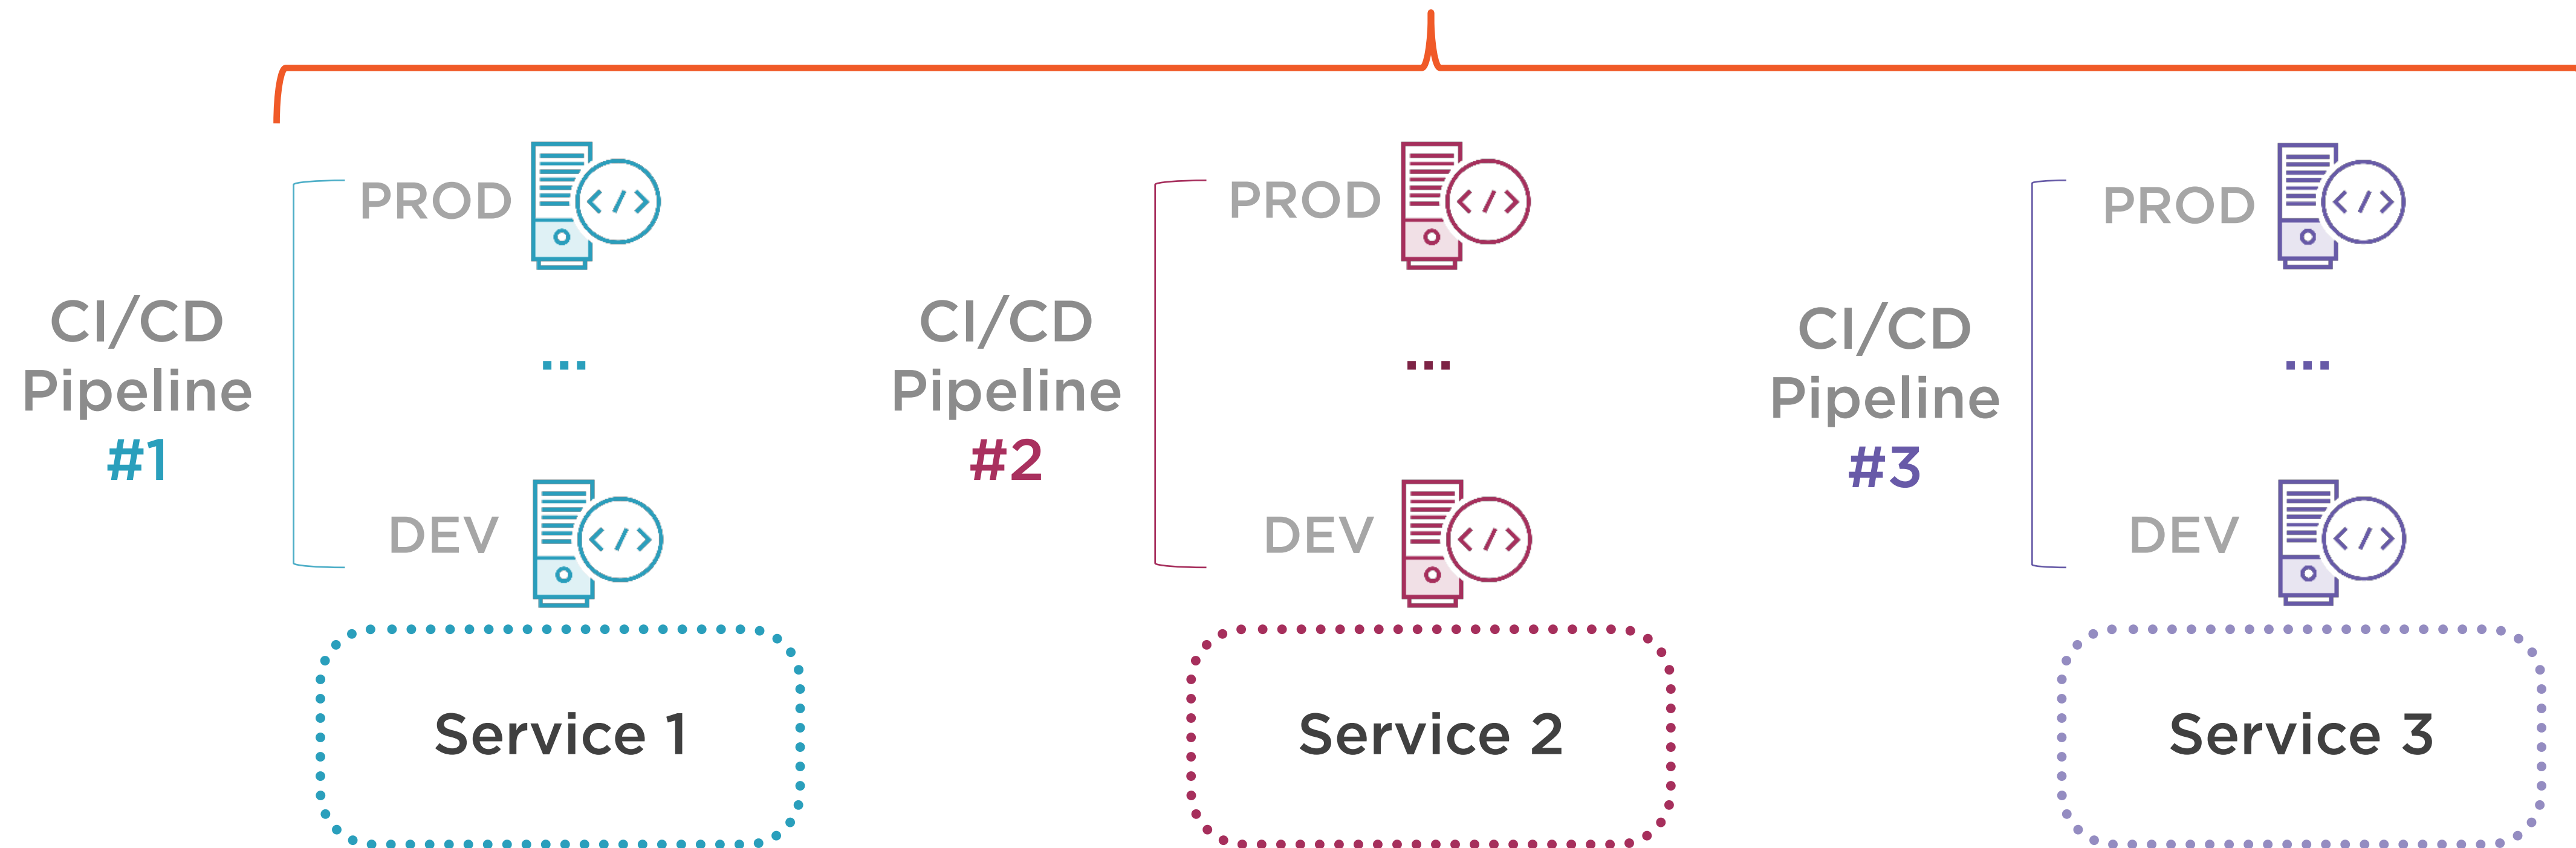 PROD
CI/CD
Pipeline
#1
...
DEV
Service 1
PROD
CI/CD
Pipeline
#2
...
DEV
Service 2
PROD
CI/CD
Pipeline
#3
...
DEV
Service 3